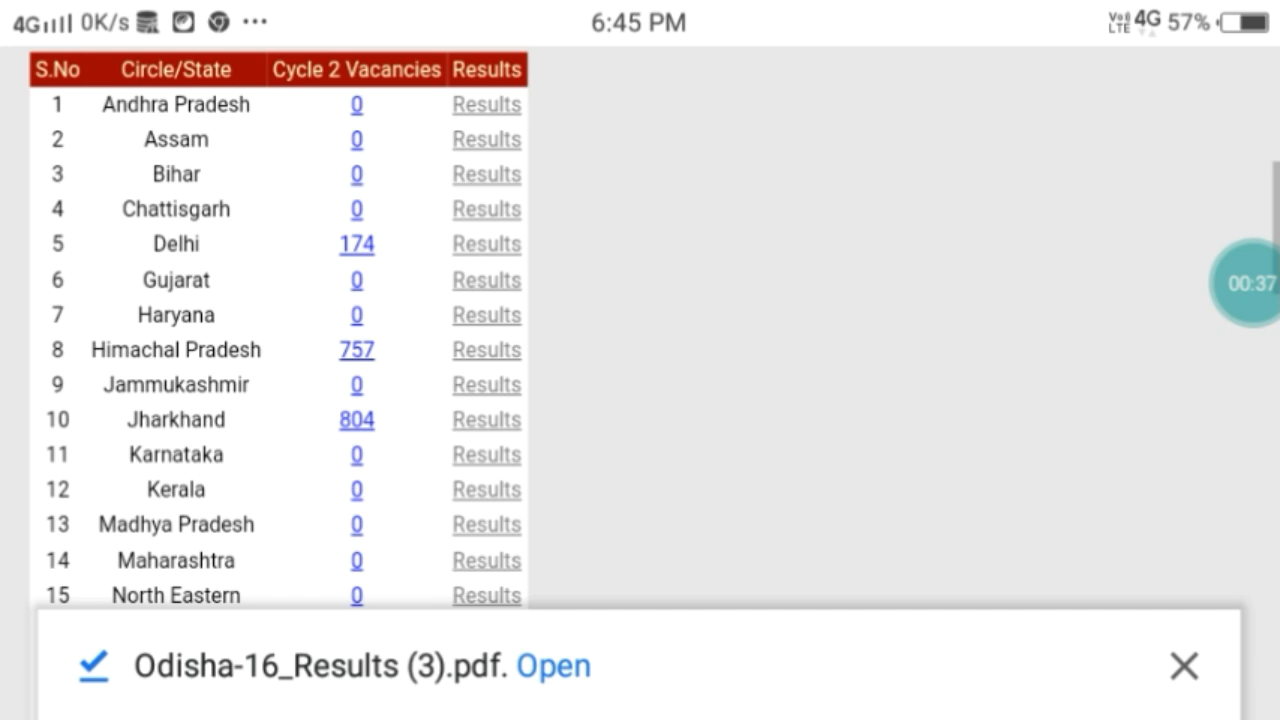 4G 0K/s ... 6:45 PM VoLTE 4G 57%
S.No Circle/State Cycle 2 Vacancies Results
1 Andhra Pradesh 0 Results
2 Assam 0 Results
3 Bihar 0 Results
4 Chattisgarh 0 Results
5 Delhi 174 Results
6 Gujarat 0 Results
7 Haryana 0 Results
8 Himachal Pradesh 757 Results
9 Jammukashmir 0 Results
10 Jharkhand 804 Results
11 Karnataka 0 Results
12 Kerala 0 Results
13 Madhya Pradesh 0 Results
14 Maharashtra 0 Results
15 North Eastern 0 Results
00:37
Odisha-16_Results (3).pdf. Open